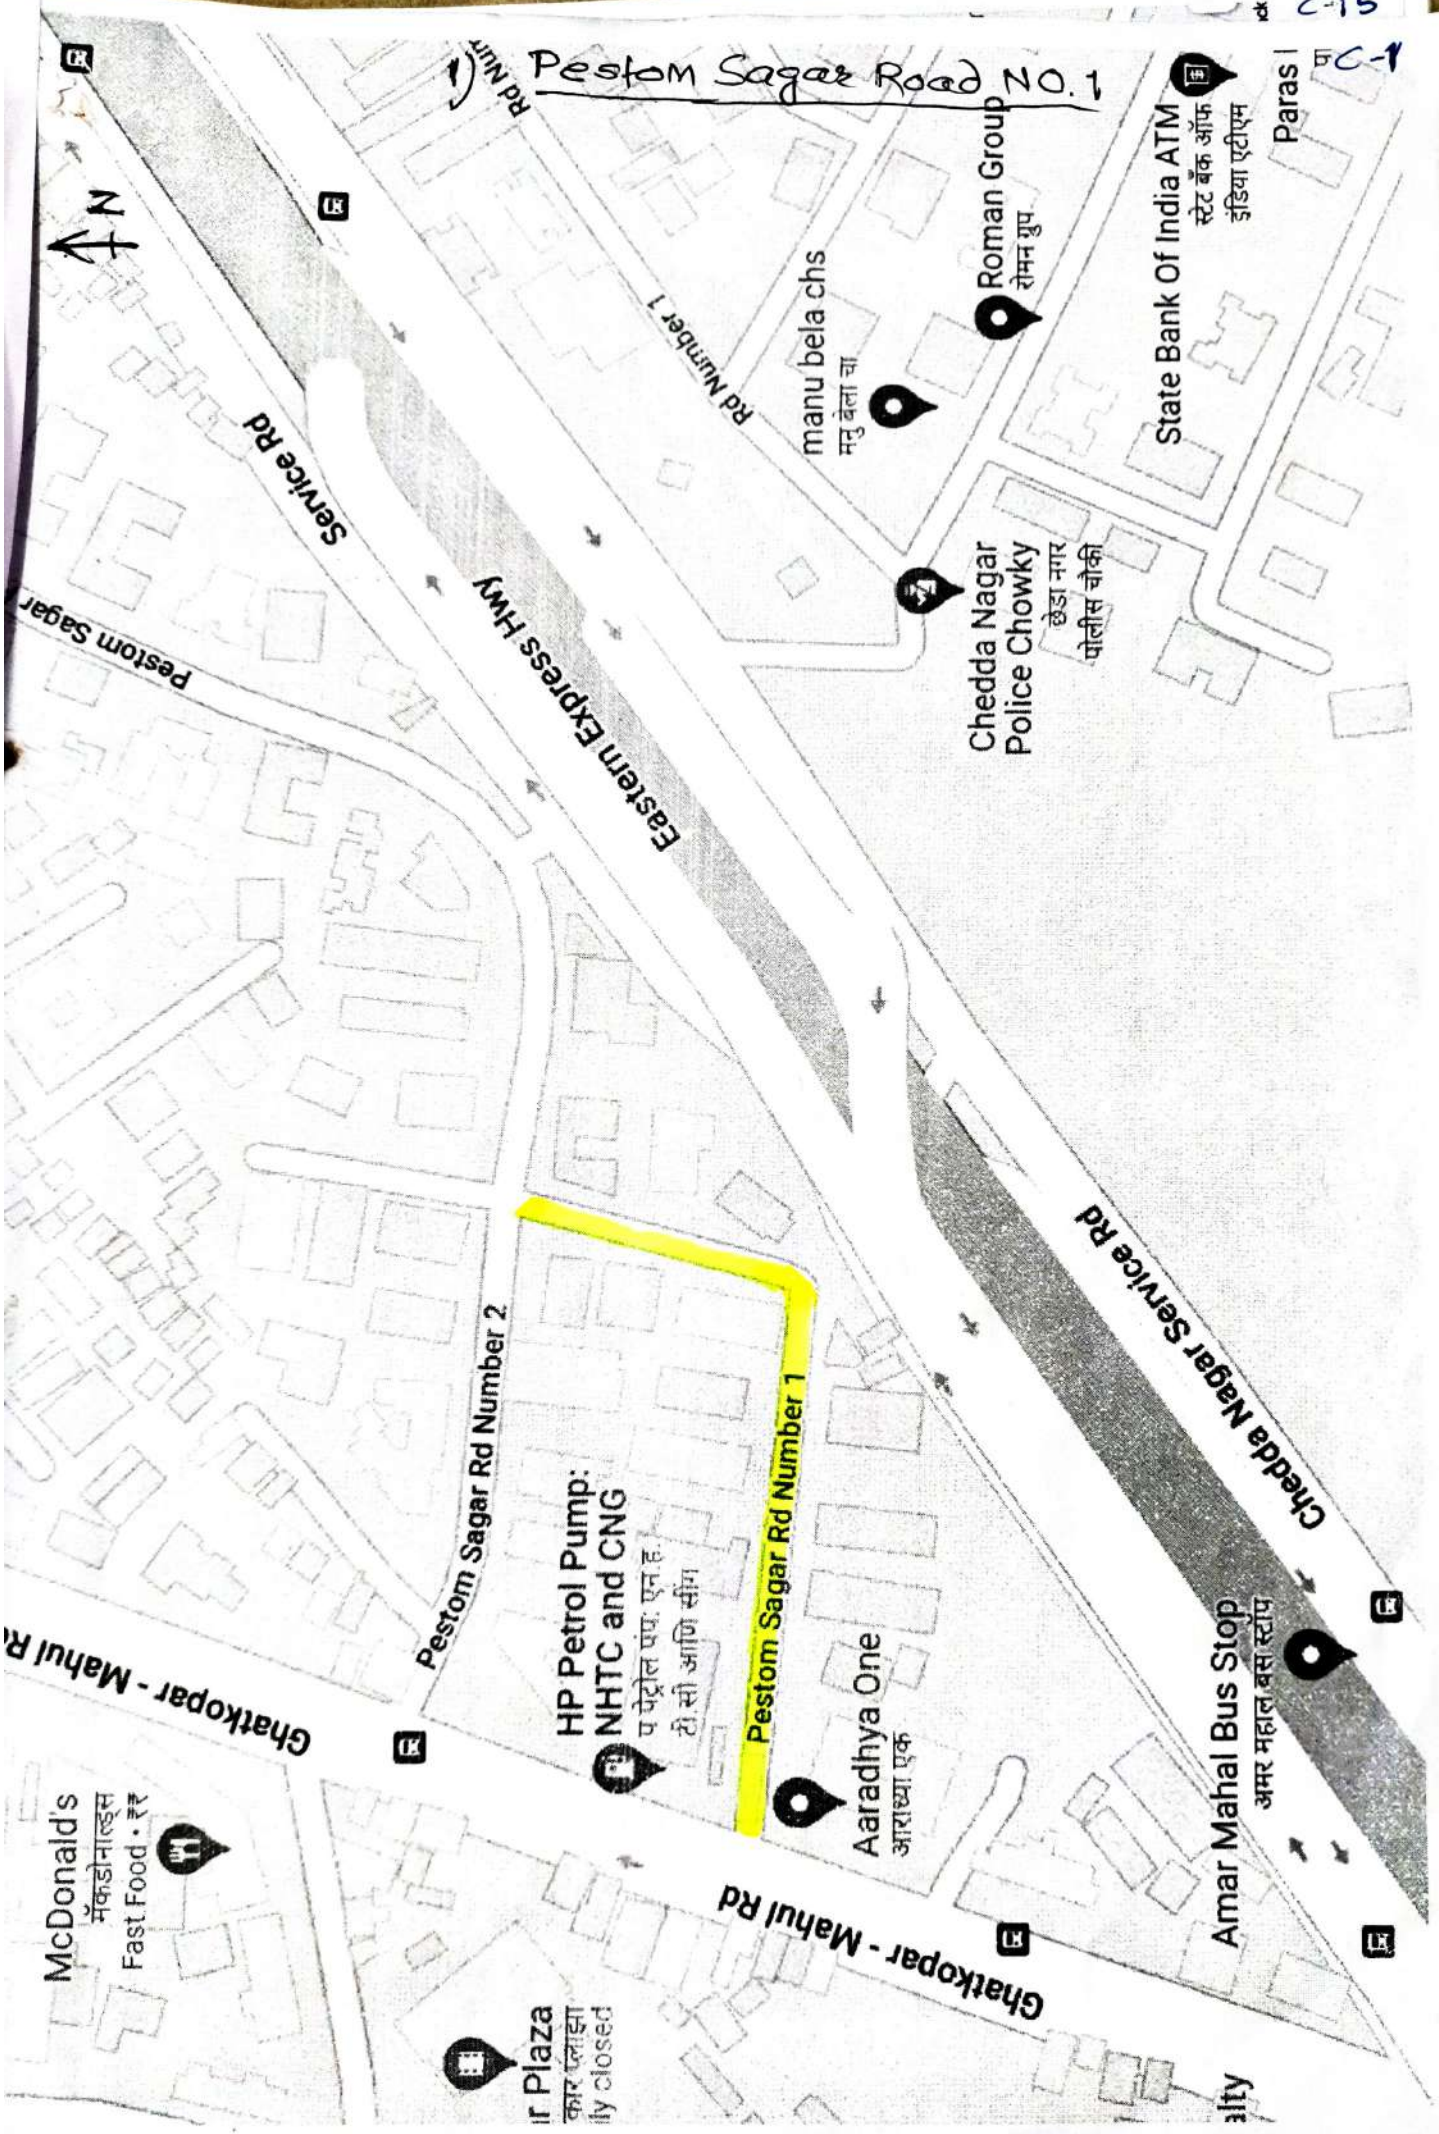 C-15
C-1
1) Pestom Sagar Road NO. 1
N
Rd Num
Paras
State Bank Of India ATM
स्टेट बँक ऑफ
इंडिया एटीएम
Roman Group
रोमन ग्रुप
manu bela chs
मनु बेला चा
Rd Number 1
Service Rd
Pestom Sagar
Eastern Express Hwy
Chedda Nagar
Police Chowky
छेडा नगर
पोलीस चौकी
Pestom Sagar Rd Number 2
HP Petrol Pump:
NHTC and CNG
प पेट्रोल पंप: एन.ह.
टी.सी आणि सींग
Pestom Sagar Rd Number 1
Chedda Nagar Service Rd
Ghatkopar - Mahul R
McDonald's
मॅकडोनाल्ड्स
Fast Food · ₹₹
Aaradhya One
आराध्या एक
Amar Mahal Bus Stop
अमर महाल बस स्टॉप
Ghatkopar - Mahul Rd
r Plaza
कार प्लाझा
ly closed
alty